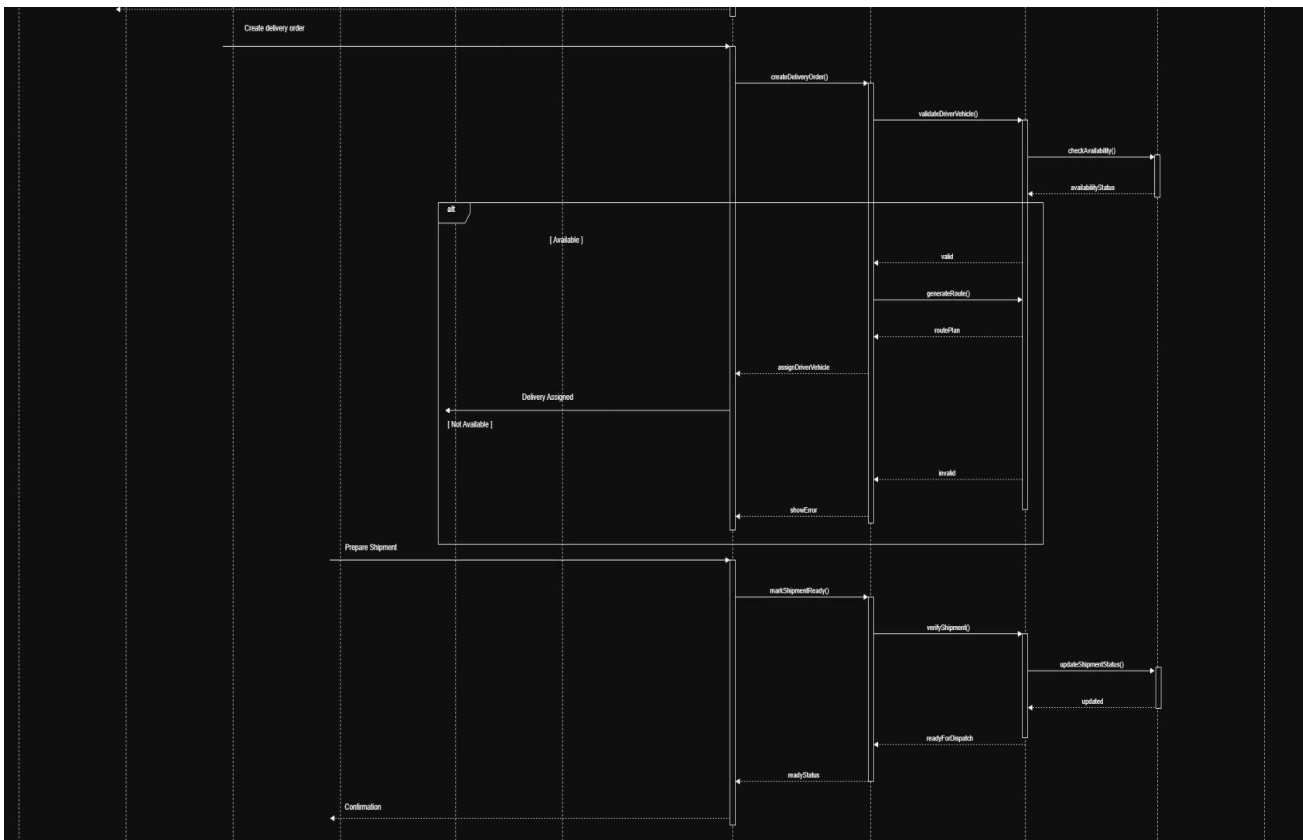 Create delivery order
createDeliveryOrder()
validateDriverVehicle()
checkAvailability()
availabilityStatus
alt
[ Available ]
valid
generateRoute()
routePlan
assignDriverVehicle
Delivery Assigned
[ Not Available ]
invalid
showError
Prepare Shipment
markShipmentReady()
verifyShipment()
updateShipmentStatus()
updated
readyForDispatch
readyStatus
Confirmation